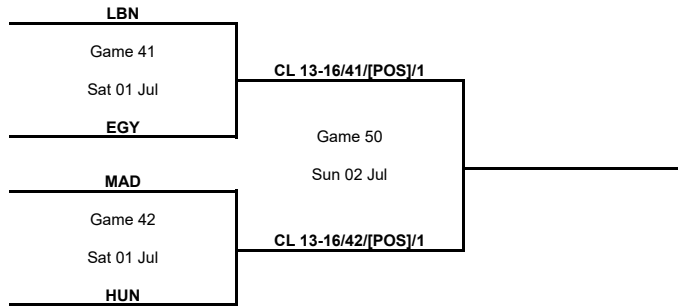 LBN
Game 41
Sat 01 Jul
EGY
CL 13-16/41/[POS]/1
Game 50
Sun 02 Jul
MAD
Game 42
Sat 01 Jul
HUN
CL 13-16/42/[POS]/1